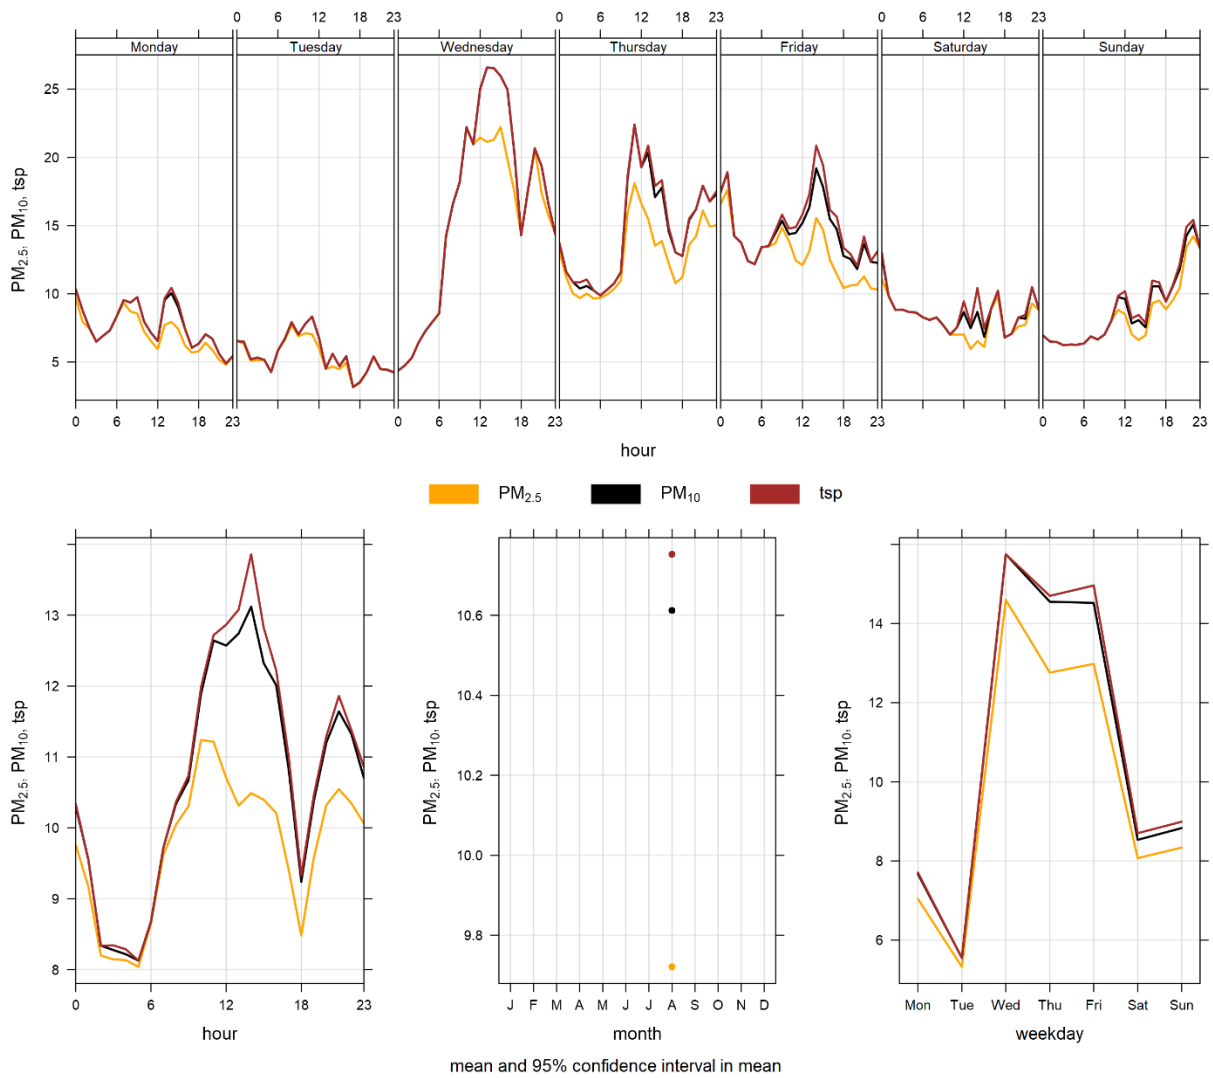 0 6 12 18 23 0 6 12 18 23 0 6 12 18 23
Monday Tuesday Wednesday Thursday Friday Saturday Sunday
25
20
15
10
5
PM2.5, PM10, tsp
0 6 12 18 23 0 6 12 18 23 0 6 12 18 23 0 6 12 18 23
hour
PM2.5 PM10 tsp
13
12
11
10
9
8
PM2.5, PM10, tsp
0 6 12 18 23
hour
10.6
10.4
10.2
10.0
9.8
PM2.5, PM10, tsp
J F M A M J J A S O N D
month
14
12
10
8
6
PM2.5, PM10, tsp
Mon Tue Wed Thu Fri Sat Sun
weekday
mean and 95% confidence interval in mean